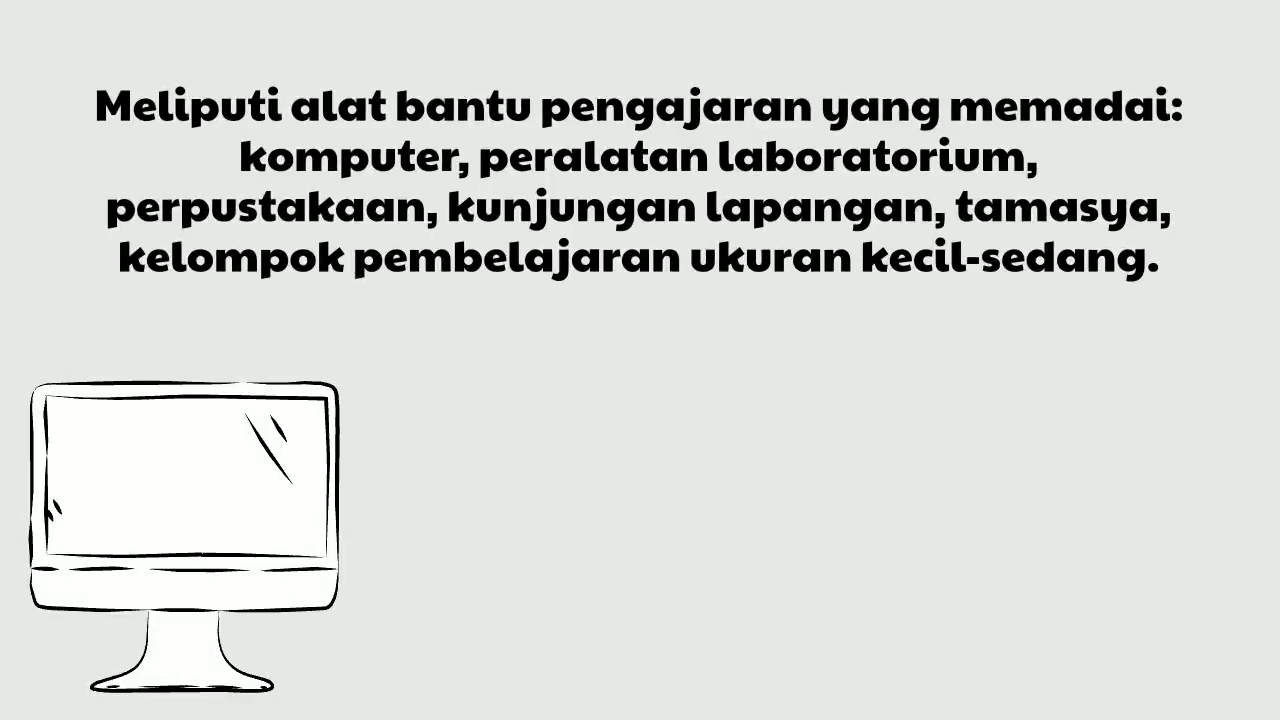 Meliputi alat bantu pengajaran yang memadai:
komputer, peralatan laboratorium,
perpustakaan, kunjungan lapangan, tamasya,
kelompok pembelajaran ukuran kecil-sedang.